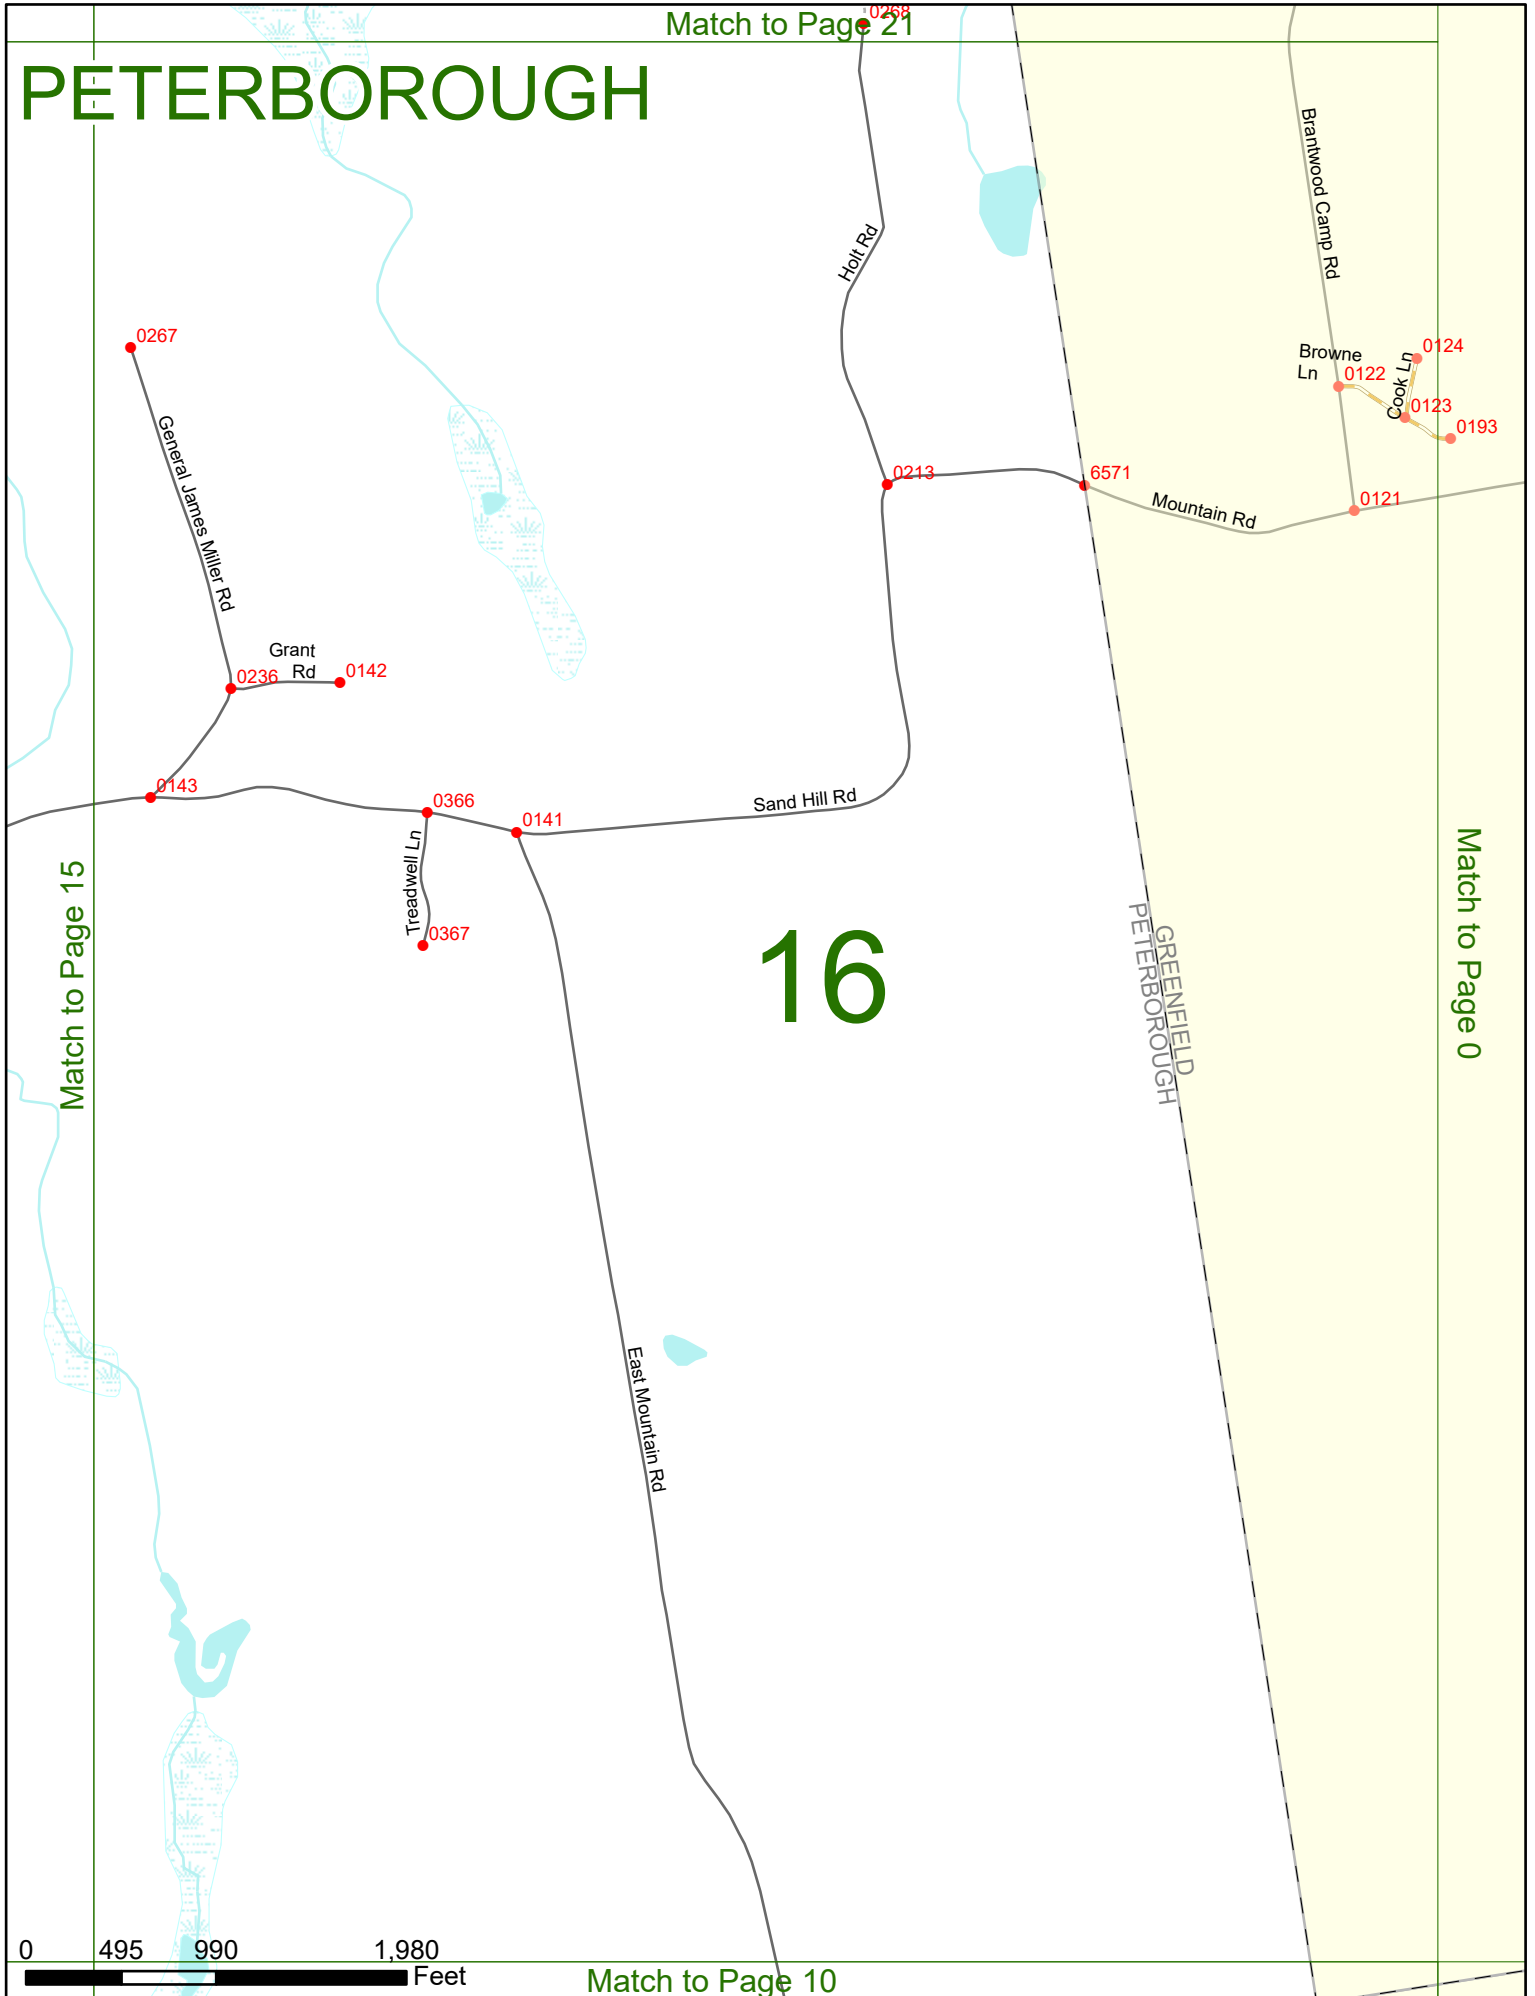 0268
Match to Page 21
PETERBOROUGH
Brantwood Camp Rd
Holt Rd
0267
Browne
Ln
0122
Cook Ln
0124
0123
0193
General James Miller Rd
0213
6571
Mountain Rd
0121
Grant
Rd
0236
0142
0143
0366
0141
Sand Hill Rd
Treadwell Ln
0367
Match to Page 15
16
GREENFIELD
PETERBOROUGH
Match to Page 0
East Mountain Rd
0 495 990 1,980
Feet
Match to Page 10